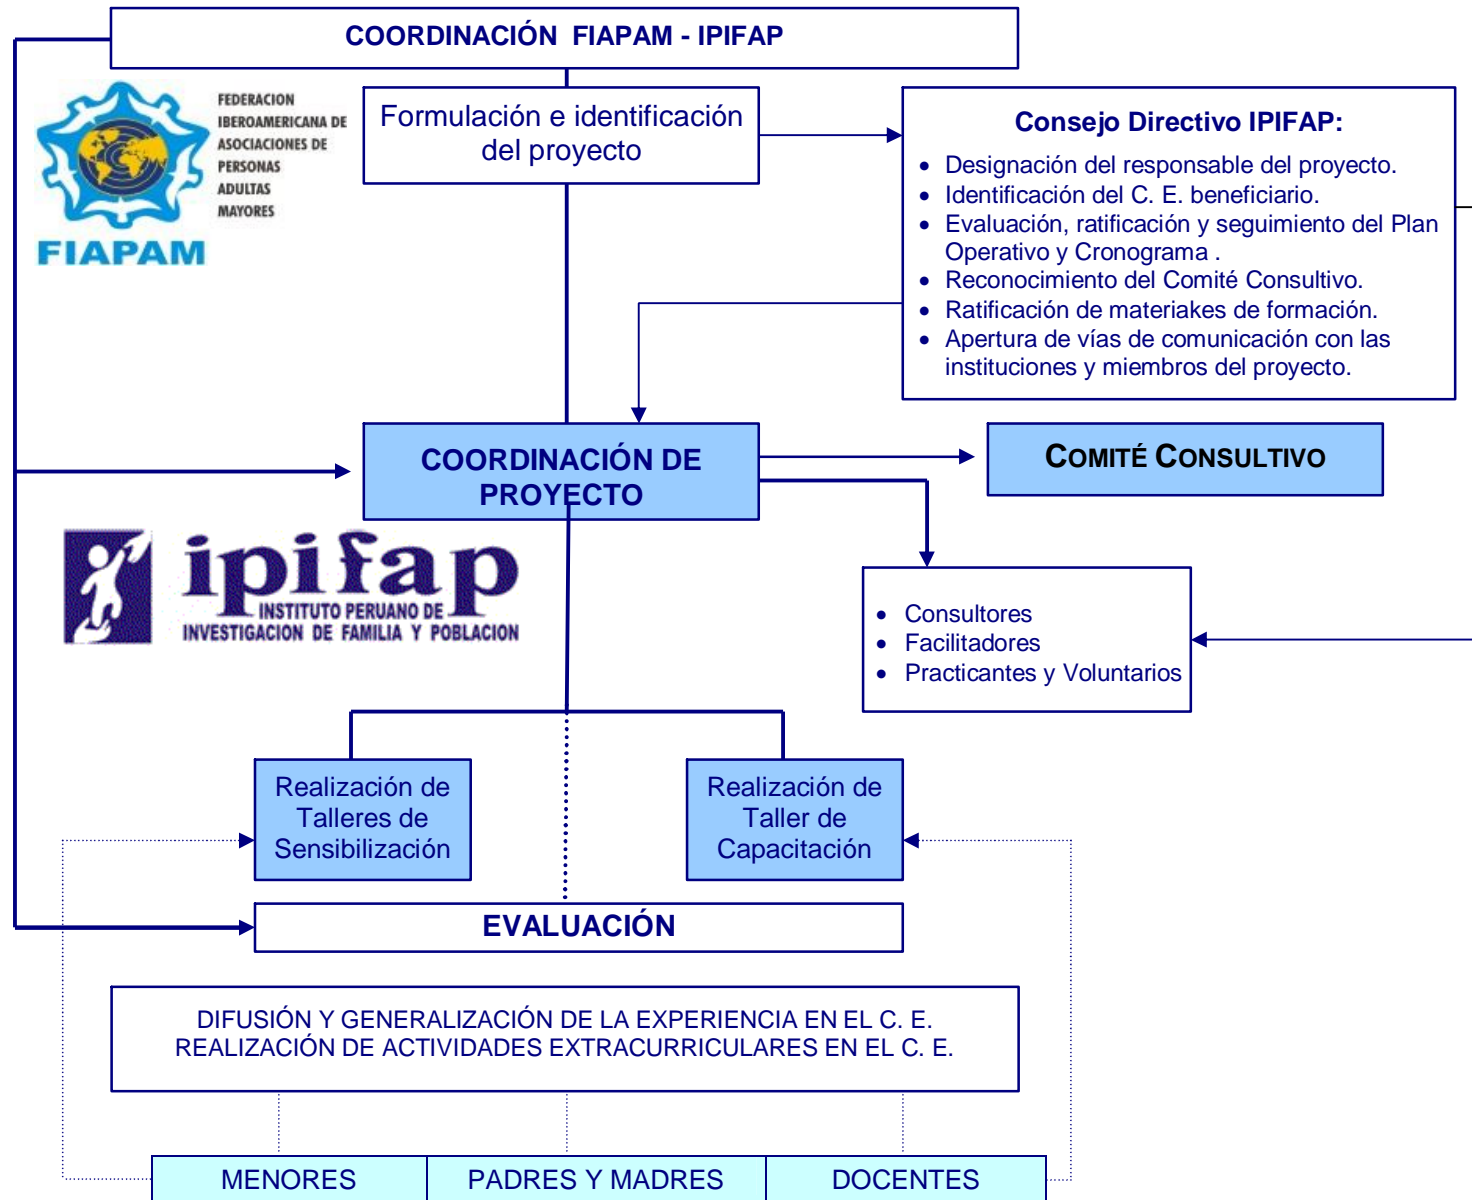 COORDINACIÓN  FIAPAM - IPIFAP
FEDERACION
IBEROAMERICANA DE
ASOCIACIONES DE
PERSONAS
ADULTAS
MAYORES
FIAPAM
Formulación e identificación
del proyecto
Consejo Directivo IPIFAP:
• Designación del responsable del proyecto.
• Identificación del C. E. beneficiario.
• Evaluación, ratificación y seguimiento del Plan
Operativo y Cronograma .
• Reconocimiento del Comité Consultivo.
• Ratificación de materiakes de formación.
• Apertura de vías de comunicación con las
instituciones y miembros del proyecto.
COORDINACIÓN DE
PROYECTO
COMITÉ CONSULTIVO
ipifap
INSTITUTO PERUANO DE
INVESTIGACION DE FAMILIA Y POBLACION
• Consultores
• Facilitadores
• Practicantes y Voluntarios
Realización de
Talleres de
Sensibilización
Realización de
Taller de
Capacitación
EVALUACIÓN
DIFUSIÓN Y GENERALIZACIÓN DE LA EXPERIENCIA EN EL C. E.
REALIZACIÓN DE ACTIVIDADES EXTRACURRICULARES EN EL C. E.
MENORES
PADRES Y MADRES
DOCENTES